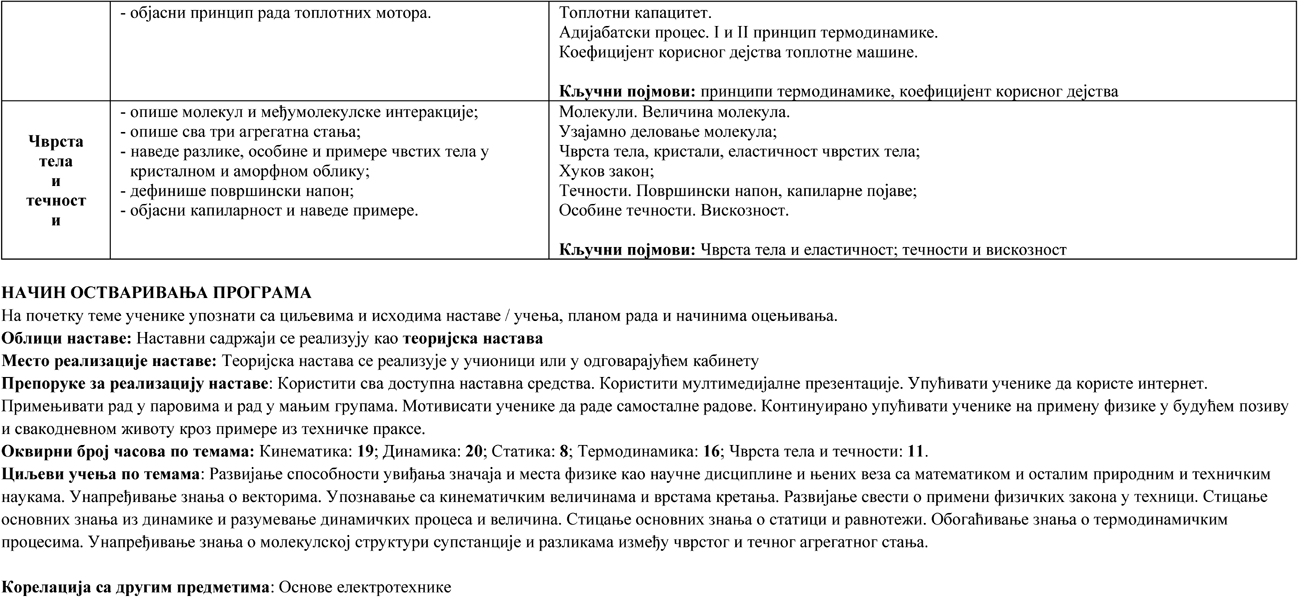 - објасни принцип рада топлотних мотора.
Топлотни капацитет.
Адијабатски процес. I и II принцип термодинамике.
Коефицијент корисног дејства топлотне машине.
Кључни појмови: принципи термодинамике, коефицијент корисног дејства
Чврста
тела
и
течност
и
- опише молекул и међумолекулске интеракције;
- опише сва три агрегатна стања;
- наведе разлике, особине и примере чвстих тела у
кристалном и аморфном облику;
- дефинише површински напон;
- објасни капиларност и наведе примере.
Молекули. Величина молекула.
Узајамно деловање молекула;
Чврста тела, кристали, еластичност чврстих тела;
Хуков закон;
Течности. Површински напон, капиларне појаве;
Особине течности. Вискозност.
Кључни појмови: Чврста тела и еластичност; течности и вискозност
НАЧИН ОСТВАРИВАЊА ПРОГРАМА
На почетку теме ученике упознати са циљевима и исходима наставе / учења, планом рада и начинима оцењивања.
Облици наставе: Наставни садржаји се реализују као теоријска настава
Место реализације наставе: Теоријска настава се реализује у учионици или у одговарајућем кабинету
Препоруке за реализацију наставе: Користити сва доступна наставна средства. Користити мултимедијалне презентације. Упућивати ученике да користе интернет.
Примењивати рад у паровима и рад у мањим групама. Мотивисати ученике да раде самосталне радове. Континуирано упућивати ученике на примену физике у будућем позиву
и свакодневном животу кроз примере из техничке праксе.
Оквирни број часова по темама: Кинематика: 19; Динамика: 20; Статика: 8; Термодинамика: 16; Чврста тела и течности: 11.
Циљеви учења по темама: Развијање способности увиђања значаја и места физике као научне дисциплине и њених веза са математиком и осталим природним и техничким
наукама. Унапређивање знања о векторима. Упознавање са кинематичким величинама и врстама кретања. Развијање свести о примени физичких закона у техници. Стицање
основних знања из динамике и разумевање динамичких процеса и величина. Стицање основних знања о статици и равнотежи. Обогаћивање знања о термодинамичким
процесима. Унапређивање знања о молекулској структури супстанције и разликама између чврстог и течног агрегатног стања.
Корелација са другим предметима: Основе електротехнике